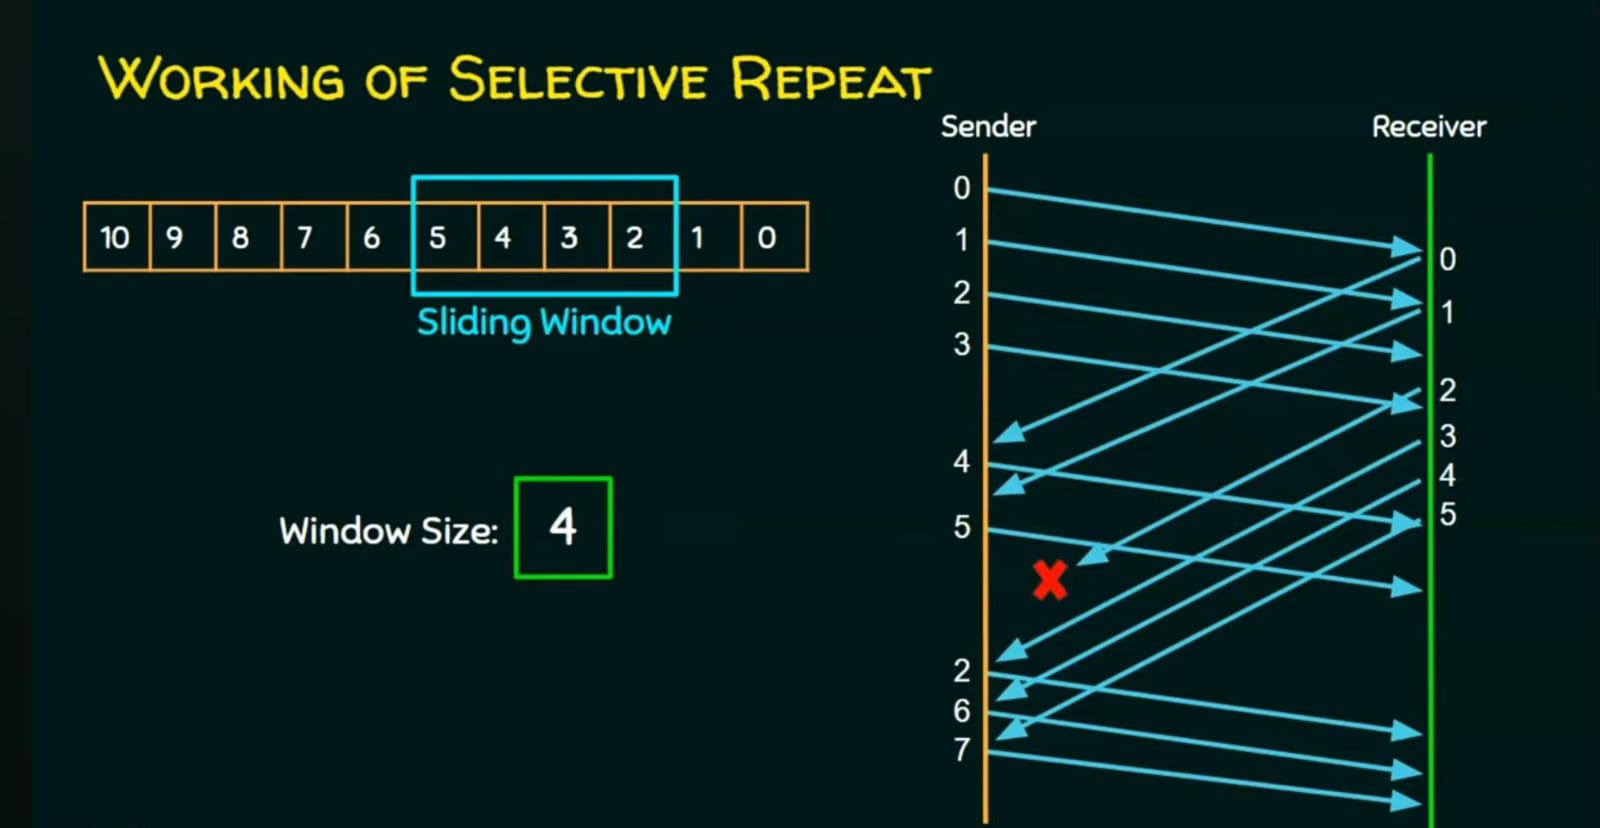 WORKING OF SELECTIVE REPEAT
Sender
Receiver
10 9 8 7 6 5 4 3 2 1 0
Sliding Window
Window Size: 4
0
1
2
3
4
5
2
6
7
0
1
2
3
4
5